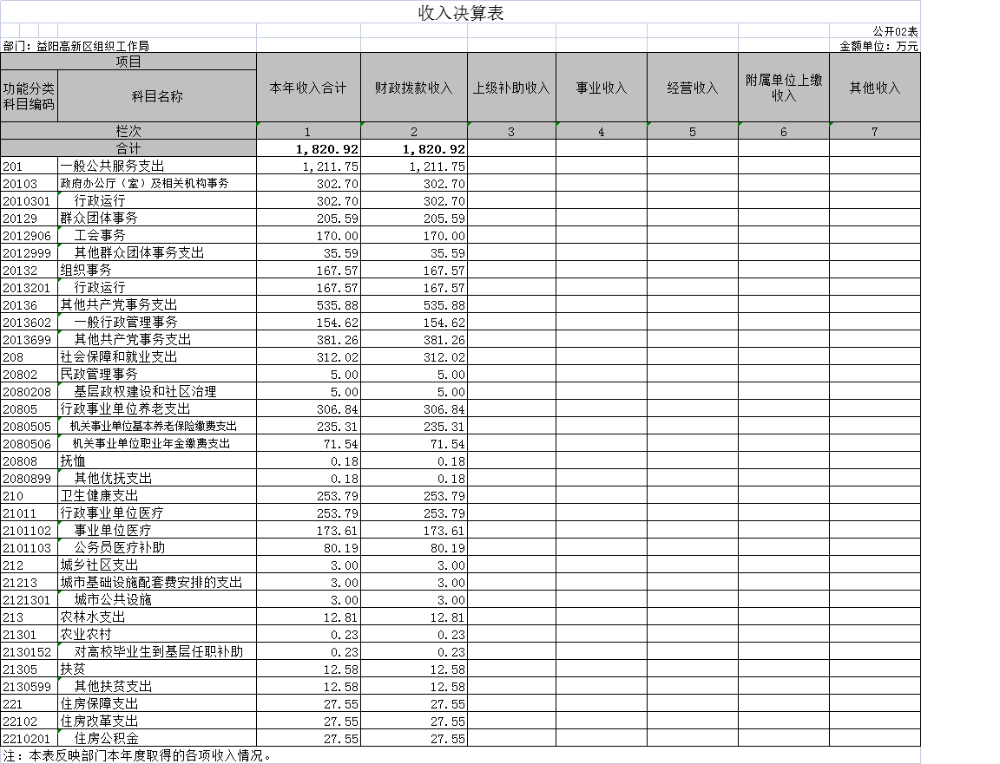 收入决算表
公开02表
部门：益阳高新区组织工作局 金额单位：万元
项目 本年收入合计 财政拨款收入 上级补助收入 事业收入 经营收入 附属单位上缴收入 其他收入
功能分类科目编码 科目名称
栏次 1 2 3 4 5 6 7
合计 1,820.92 1,820.92
201 一般公共服务支出 1,211.75 1,211.75
20103 政府办公厅（室）及相关机构事务 302.70 302.70
2010301 行政运行 302.70 302.70
20129 群众团体事务 205.59 205.59
2012906 工会事务 170.00 170.00
2012999 其他群众团体事务支出 35.59 35.59
20132 组织事务 167.57 167.57
2013201 行政运行 167.57 167.57
20136 其他共产党事务支出 535.88 535.88
2013602 一般行政管理事务 154.62 154.62
2013699 其他共产党事务支出 381.26 381.26
208 社会保障和就业支出 312.02 312.02
20802 民政管理事务 5.00 5.00
2080208 基层政权建设和社区治理 5.00 5.00
20805 行政事业单位养老支出 306.84 306.84
2080505 机关事业单位基本养老保险缴费支出 235.31 235.31
2080506 机关事业单位职业年金缴费支出 71.54 71.54
20808 抚恤 0.18 0.18
2080899 其他优抚支出 0.18 0.18
210 卫生健康支出 253.79 253.79
21011 行政事业单位医疗 253.79 253.79
2101102 事业单位医疗 173.61 173.61
2101103 公务员医疗补助 80.19 80.19
212 城乡社区支出 3.00 3.00
21213 城市基础设施配套费安排的支出 3.00 3.00
2121301 城市公共设施 3.00 3.00
213 农林水支出 12.81 12.81
21301 农业农村 0.23 0.23
2130152 对高校毕业生到基层任职补助 0.23 0.23
21305 扶贫 12.58 12.58
2130599 其他扶贫支出 12.58 12.58
221 住房保障支出 27.55 27.55
22102 住房改革支出 27.55 27.55
2210201 住房公积金 27.55 27.55
注：本表反映部门本年度取得的各项收入情况。